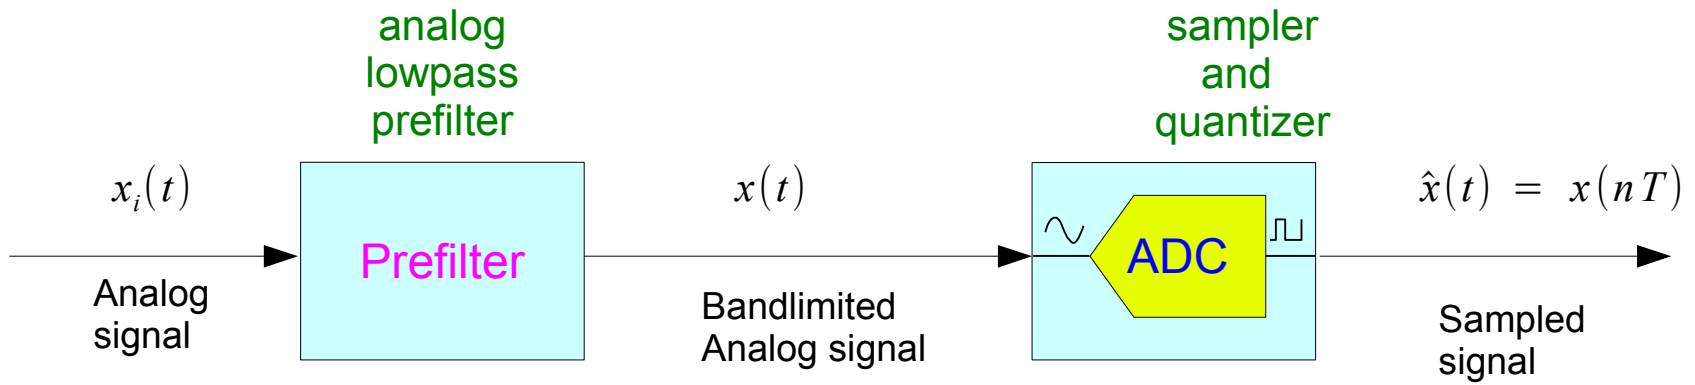 analog
lowpass
prefilter
sampler
and
quantizer
x_i(t)
x(t)
x̂(t) = x(nT)
Prefilter
ADC
Analog
signal
Bandlimited
Analog signal
Sampled
signal